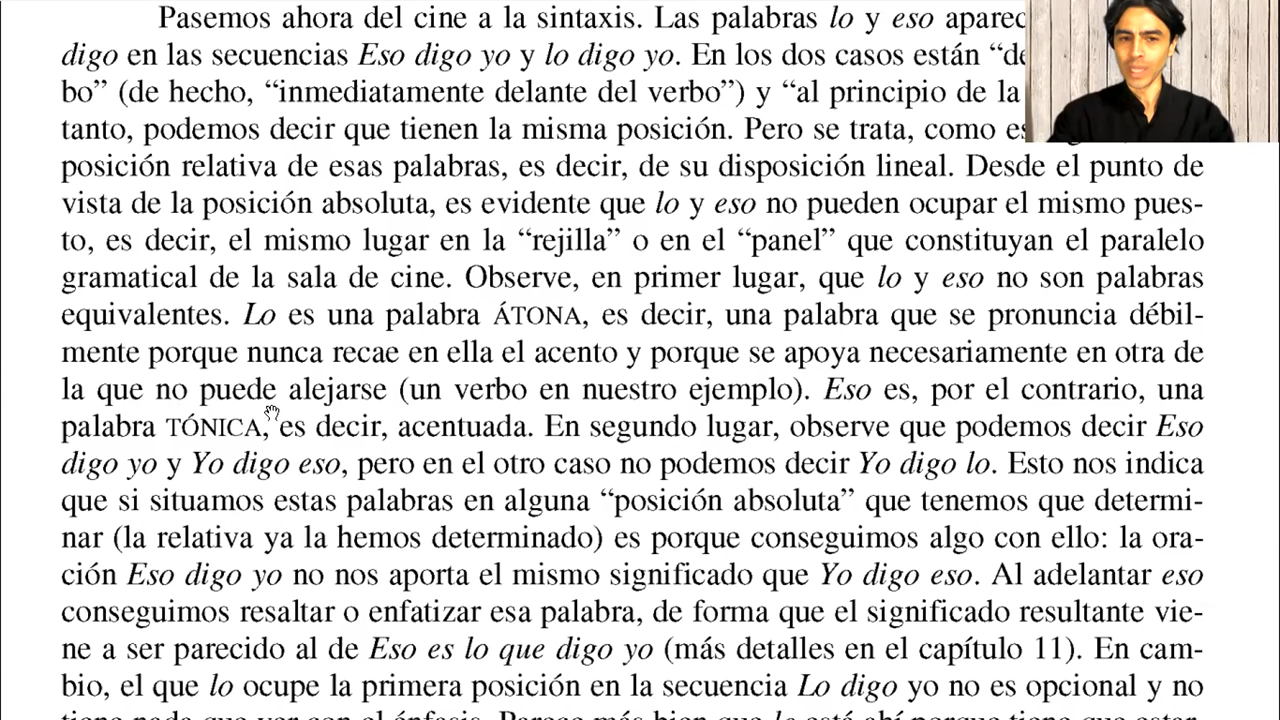 Pasemos ahora del cine a la sintaxis. Las palabras lo y eso
digo en las secuencias Eso digo yo y lo digo yo. En los dos casos están
bo” (de hecho, “inmediatamente delante del verbo”) y “al principio de la
tanto, podemos decir que tienen la misma posición. Pero se trata, como
posición relativa de esas palabras, es decir, de su disposición lineal. Desde el punto de
vista de la posición absoluta, es evidente que lo y eso no pueden ocupar el mismo pues-
to, es decir, el mismo lugar en la “rejilla” o en el “panel” que constituyan el paralelo
gramatical de la sala de cine. Observe, en primer lugar, que lo y eso no son palabras
equivalentes. Lo es una palabra ÁTONA, es decir, una palabra que se pronuncia débil-
mente porque nunca recae en ella el acento y porque se apoya necesariamente en otra de
la que no puede alejarse (un verbo en nuestro ejemplo). Eso es, por el contrario, una
palabra TÓNICA, es decir, acentuada. En segundo lugar, observe que podemos decir Eso
digo yo y Yo digo eso, pero en el otro caso no podemos decir Yo digo lo. Esto nos indica
que si situamos estas palabras en alguna “posición absoluta” que tenemos que determi-
nar (la relativa ya la hemos determinado) es porque conseguimos algo con ello: la ora-
ción Eso digo yo no nos aporta el mismo significado que Yo digo eso. Al adelantar eso
conseguimos resaltar o enfatizar esa palabra, de forma que el significado resultante vie-
ne a ser parecido al de Eso es lo que digo yo (más detalles en el capítulo 11). En cam-
bio, el que lo ocupe la primera posición en la secuencia Lo digo yo no es opcional y no